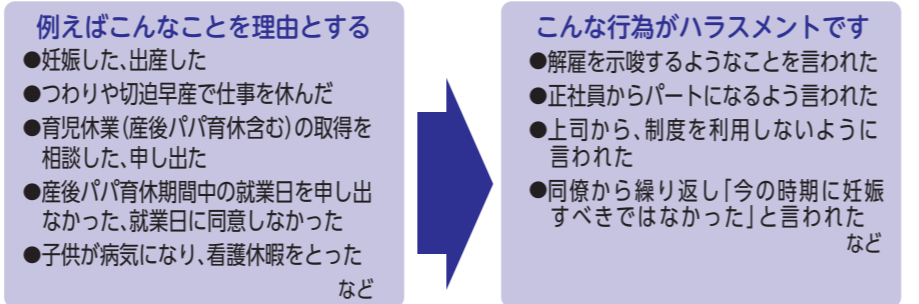 例えばこんなことを理由とする
●妊娠した、出産した
●つわりや切迫早産で仕事を休んだ
●育児休業(産後パパ育休含む)の取得を
相談した、申し出た
●産後パパ育休期間中の就業日を申し出
なかった、就業日に同意しなかった
●子供が病気になり、看護休暇をとった
など
こんな行為がハラスメントです
●解雇を示唆するようなことを言われた
●正社員からパートになるよう言われた
●上司から、制度を利用しないように
言われた
●同僚から繰り返し「今の時期に妊娠
すべきではなかった」と言われた
など